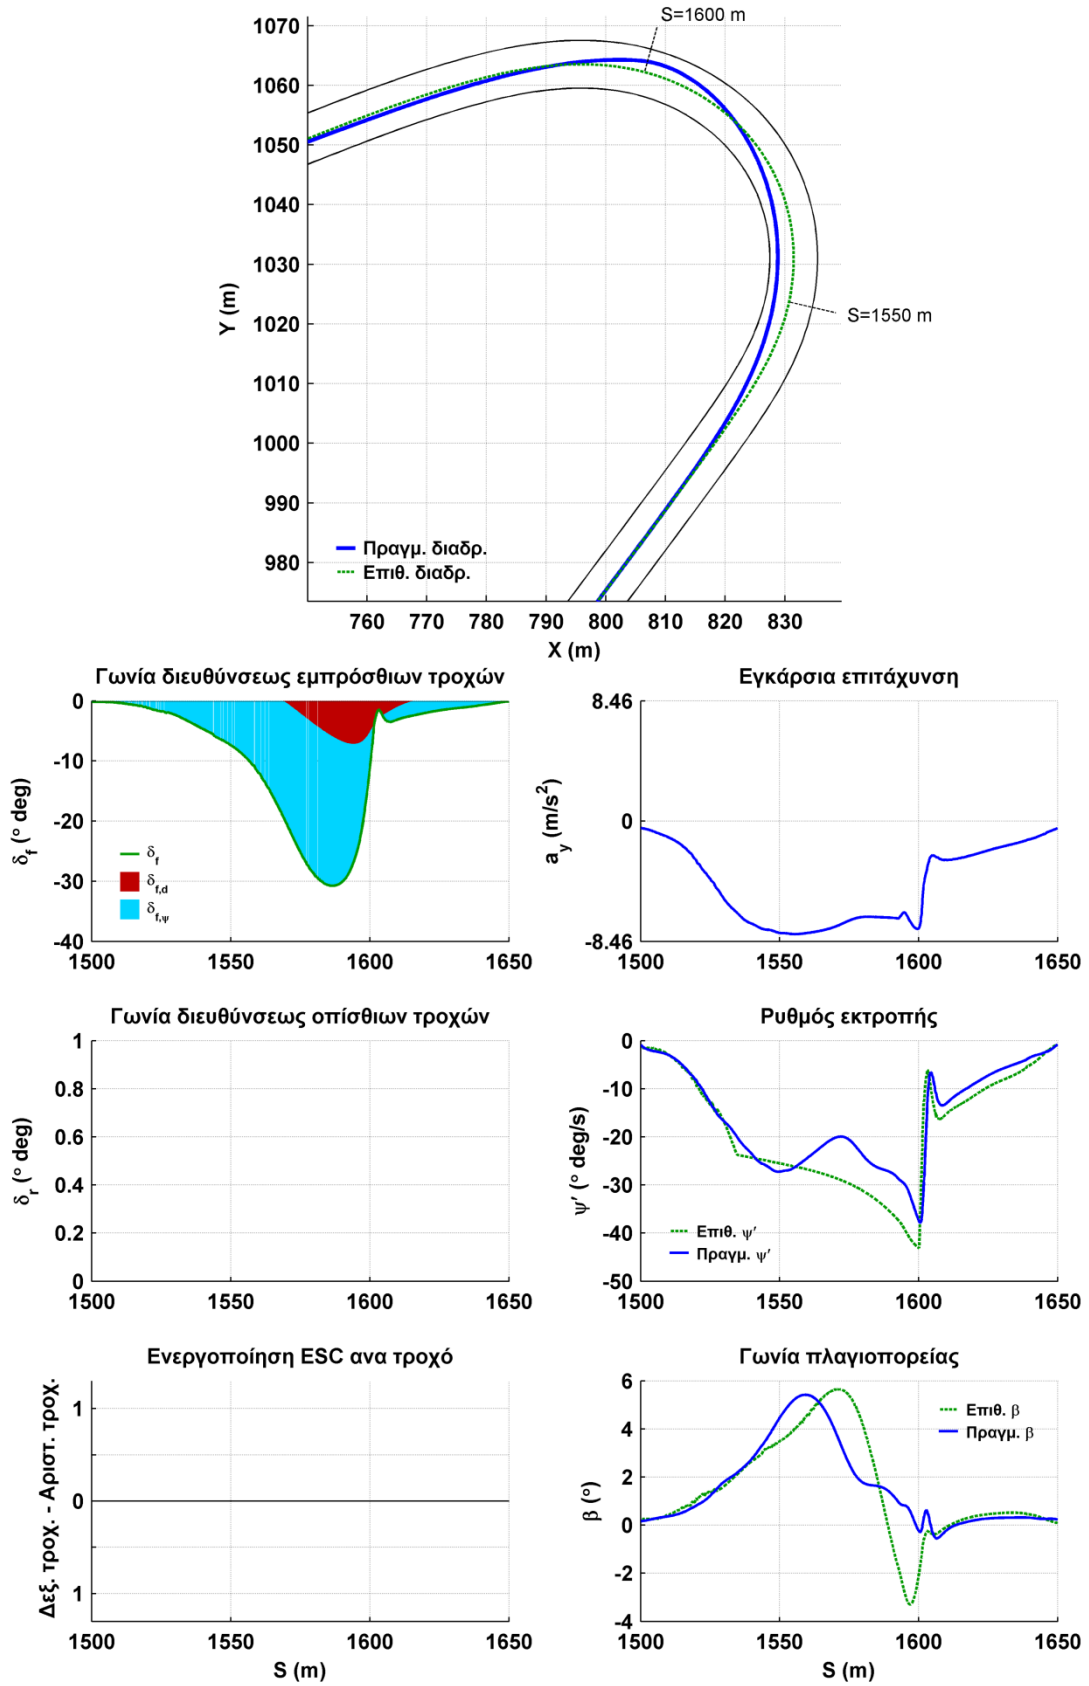 S=1600 m
1070
1060
1050
1040
1030
1020
1010
1000
990
980
Y (m)
S=1550 m
Πραγμ. διαδρ.
Επιθ. διαδρ.
760 770 780 790 800 810 820 830
X (m)
Γωνία διευθύνσεως εμπρόσθιων τροχών
0
-10
-20
-30
-40
δf (° deg)
δf
δf,d
δf,ψ
1500 1550 1600 1650
Εγκάρσια επιτάχυνση
8.46
0
-8.46
ay (m/s²)
1500 1550 1600 1650
Γωνία διευθύνσεως οπίσθιων τροχών
1
0.8
0.6
0.4
0.2
0
δr (° deg)
1500 1550 1600 1650
Ρυθμός εκτροπής
0
-10
-20
-30
-40
-50
ψ' (° deg/s)
Επιθ. ψ'
Πραγμ. ψ'
1500 1550 1600 1650
Ενεργοποίηση ESC ανα τροχό
1
0
1
Δεξ. τροχ. - Αριστ. τροχ.
1500 1550 1600 1650
S (m)
Γωνία πλαγιοπορείας
6
4
2
0
-2
-4
β (°)
Επιθ. β
Πραγμ. β
1500 1550 1600 1650
S (m)